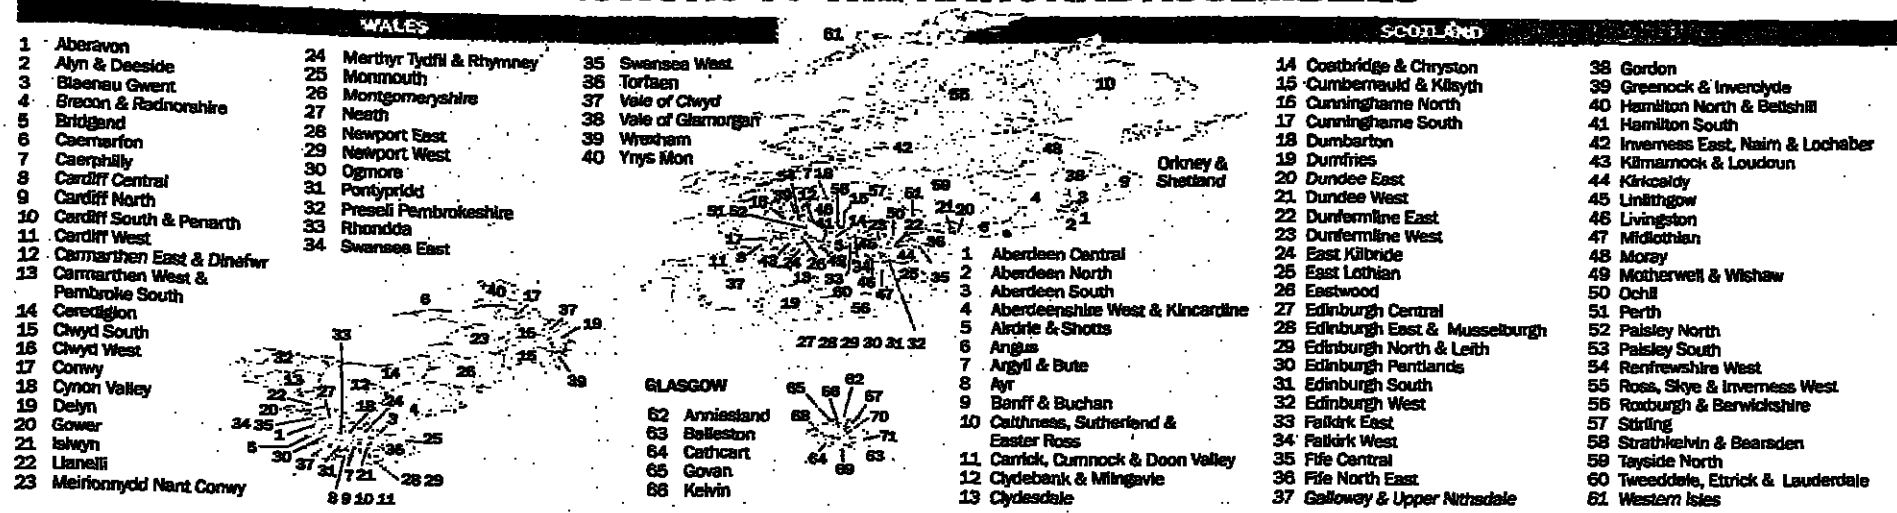 WALES
1 Aberavon
2 Alyn & Deeside
3 Blaenau Gwent
4 Brecon & Radnorshire
5 Bridgend
6 Caernarfon
7 Caerphilly
8 Cardiff Central
9 Cardiff North
10 Cardiff South & Penarth
11 Cardiff West
12 Carmarthen East & Dinefwr
13 Carmarthen West &
Pembroke South
14 Ceredigion
15 Clwyd South
16 Clwyd West
17 Conwy
18 Cynon Valley
19 Delyn
20 Gower
21 Islwyn
22 Llanelli
23 Meirionnydd Nant Conwy
24 Merthyr Tydfil & Rhymney
25 Monmouth
26 Montgomeryshire
27 Neath
28 Newport East
29 Newport West
30 Ogmore
31 Pontypridd
32 Preseli Pembrokeshire
33 Rhondda
34 Swansea East
35 Swansea West
36 Torfaen
37 Vale of Clwyd
38 Vale of Glamorgan
39 Wrexham
40 Ynys Mon
SCOTLAND
Orkney &
Shetland
27 28 29 30 31 32
8 9 10 11
28 29
34 35
GLASGOW
62 Anniesland
63 Bailleston
64 Cathcart
65 Govan
66 Kelvin
1 Aberdeen Central
2 Aberdeen North
3 Aberdeen South
4 Aberdeenshire West & Kincardine
5 Airdrie & Shotts
6 Angus
7 Argyll & Bute
8 Ayr
9 Banff & Buchan
10 Caithness, Sutherland &
Easter Ross
11 Carrick, Cumnock & Doon Valley
12 Clydebank & Milngavie
13 Clydesdale
14 Coatbridge & Chryston
15 Cumbernauld & Kilsyth
16 Cunninghame North
17 Cunninghame South
18 Dumbarton
19 Dumfries
20 Dundee East
21 Dundee West
22 Dunfermline East
23 Dunfermline West
24 East Kilbride
25 East Lothian
26 Eastwood
27 Edinburgh Central
28 Edinburgh East & Musselburgh
29 Edinburgh North & Leith
30 Edinburgh Pentlands
31 Edinburgh South
32 Edinburgh West
33 Falkirk East
34 Falkirk West
35 Fife Central
36 Fife North East
37 Galloway & Upper Nithsdale
38 Gordon
39 Greenock & Inverclyde
40 Hamilton North & Bellshill
41 Hamilton South
42 Inverness East, Nairn & Lochaber
43 Kilmarnock & Loudoun
44 Kirkcaldy
45 Linlithgow
46 Livingston
47 Midlothian
48 Moray
49 Motherwell & Wishaw
50 Ochil
51 Perth
52 Paisley North
53 Paisley South
54 Renfrewshire West
55 Ross, Skye & Inverness West
56 Roxburgh & Berwickshire
57 Stirling
58 Strathkelvin & Bearsden
59 Tayside North
60 Tweeddale, Ettrick & Lauderdale
61 Western Isles